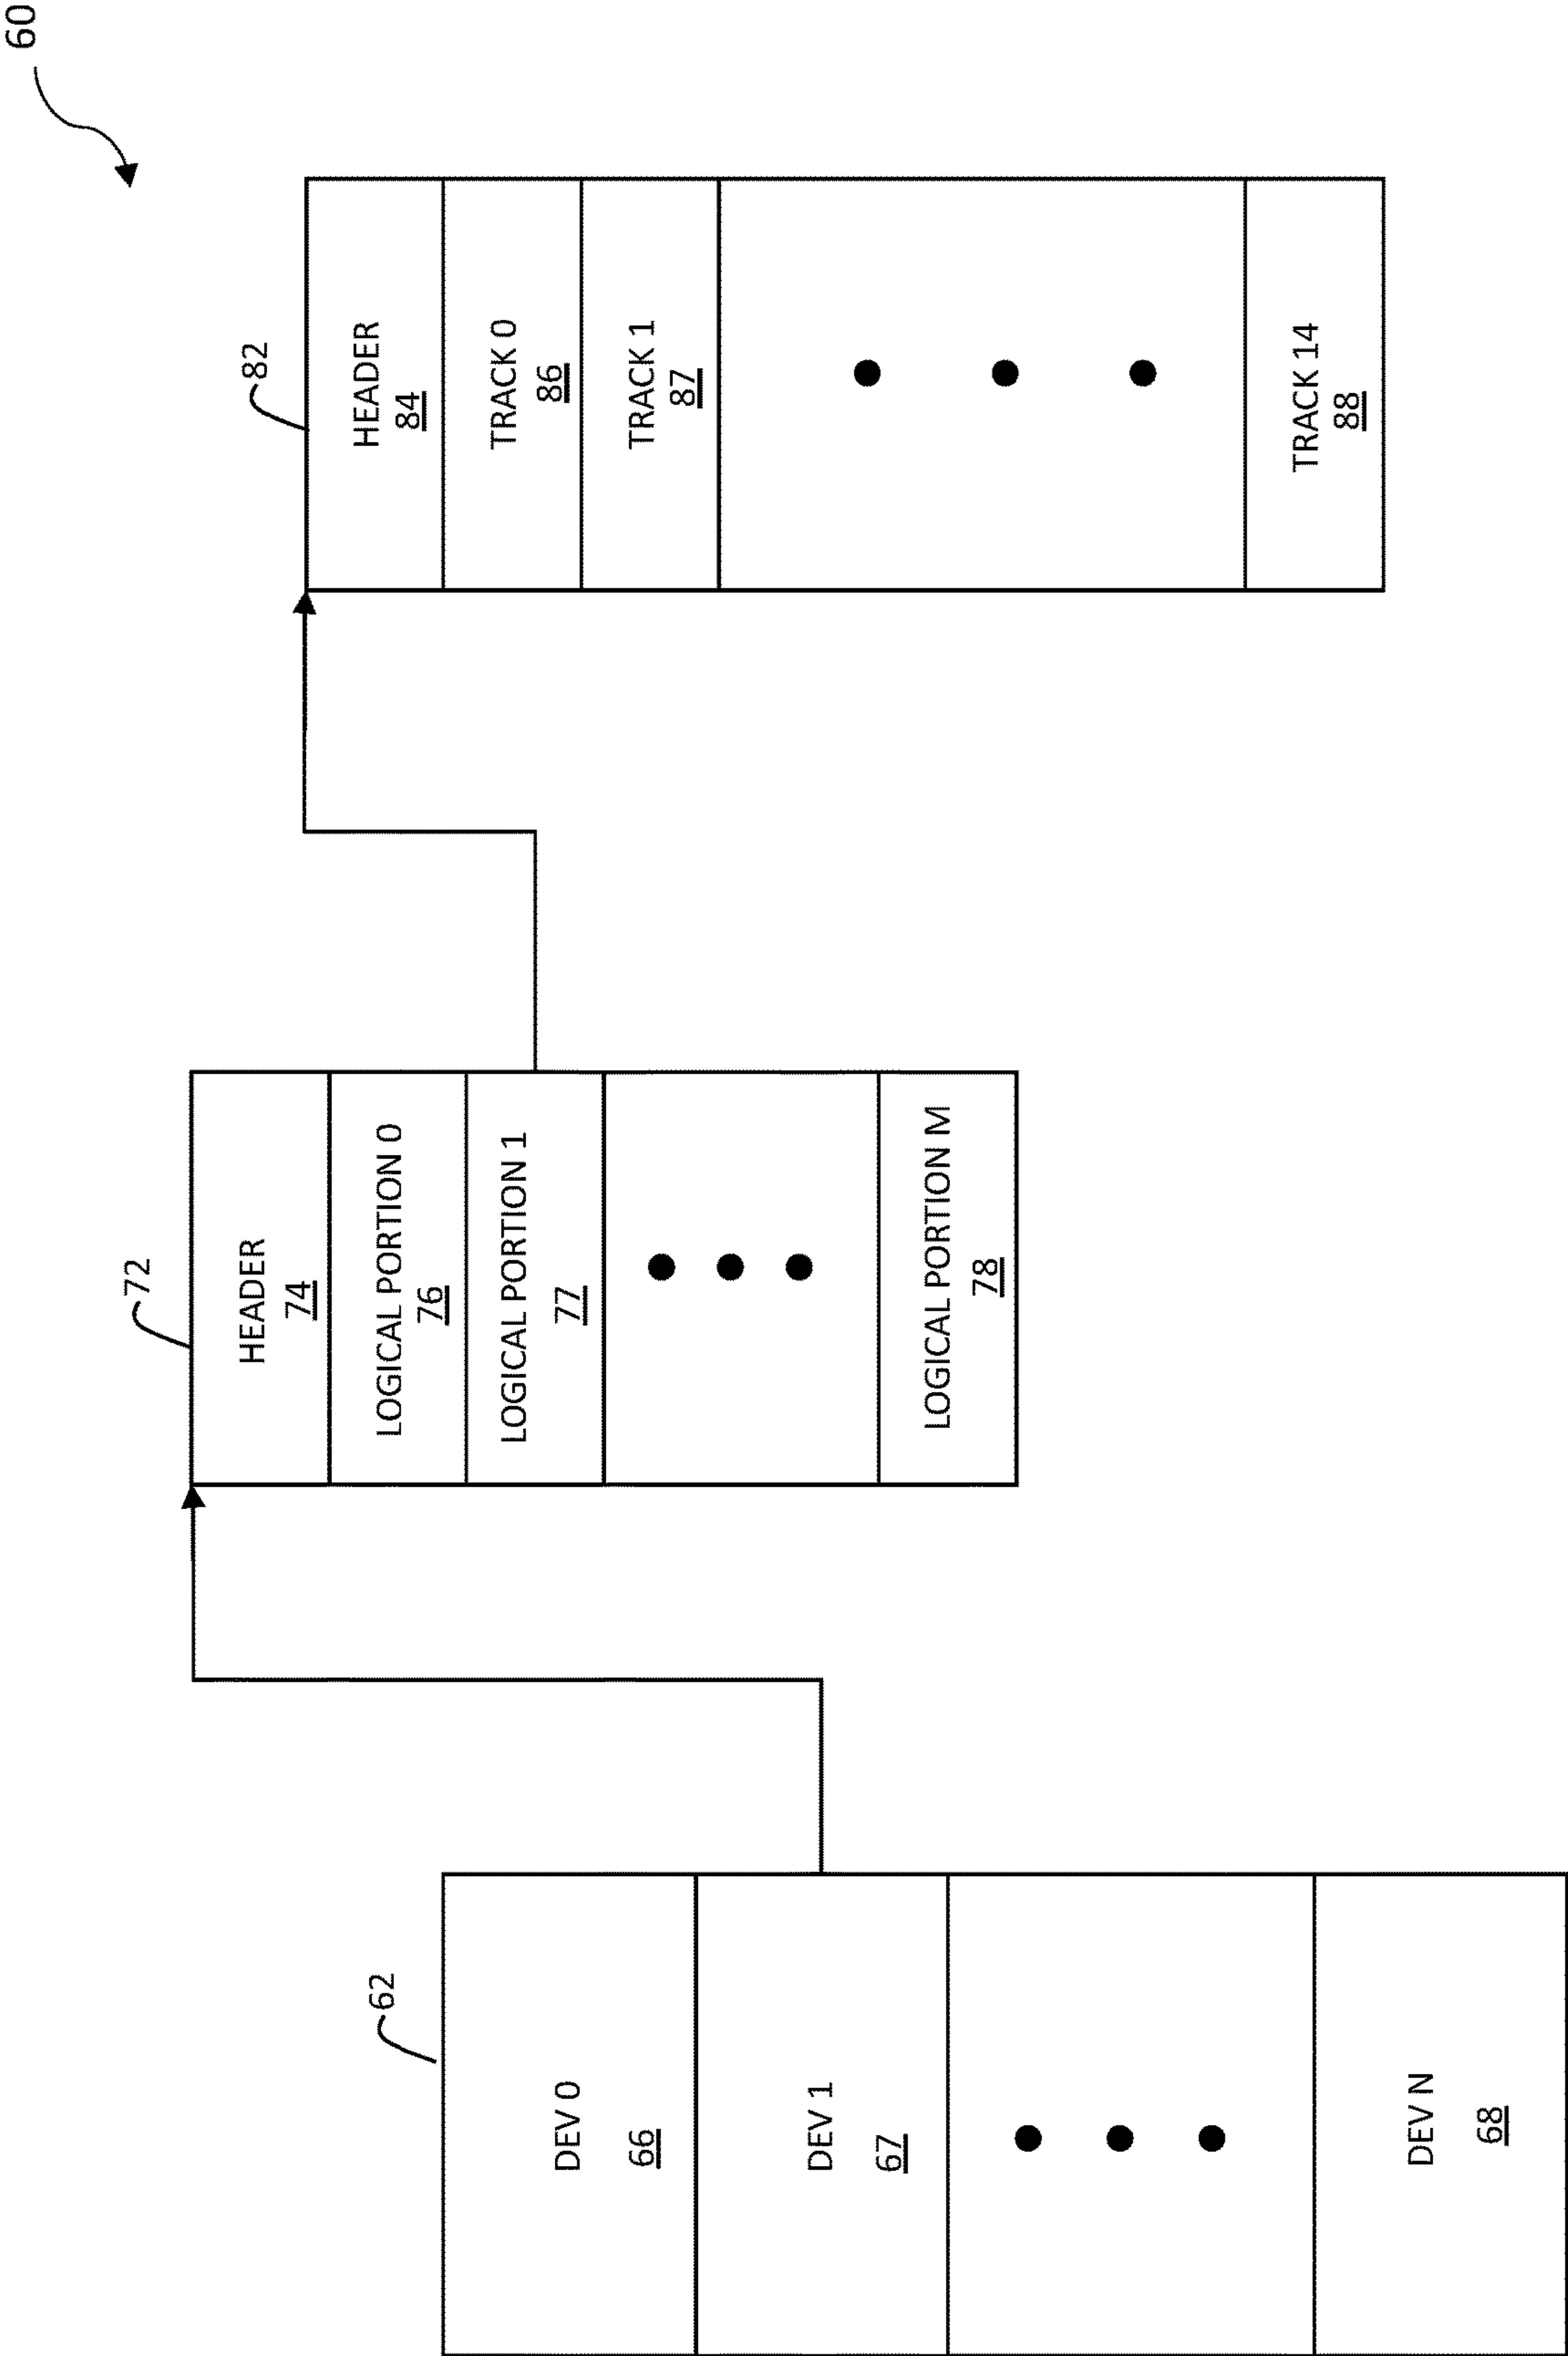 60
62
DEV 0
66
DEV 1
67
DEV N
68
72
HEADER
74
LOGICAL PORTION 0
76
LOGICAL PORTION 1
77
LOGICAL PORTION M
78
82
HEADER
84
TRACK 0
86
TRACK 1
87
TRACK 14
88